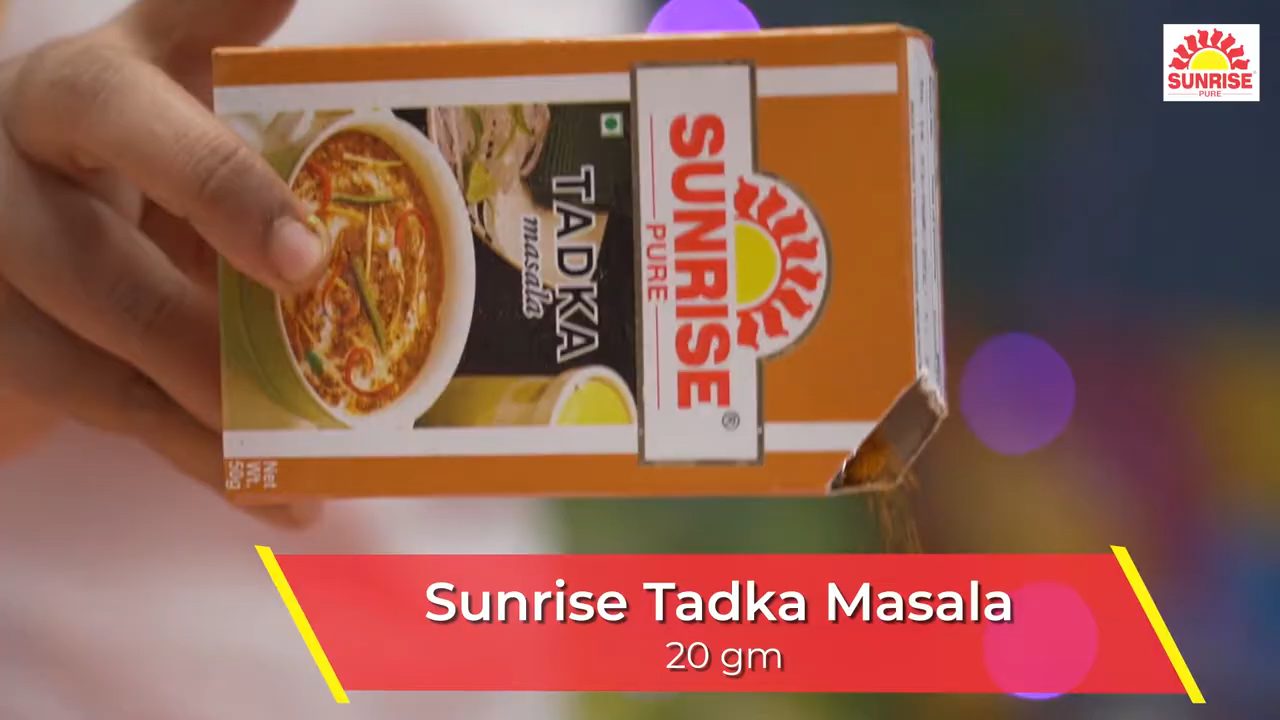 SUNRISE
PURE
SUNRISE
PURE
®
TADKA
masala
Net
Wt.
50g
Sunrise Tadka Masala
20 gm